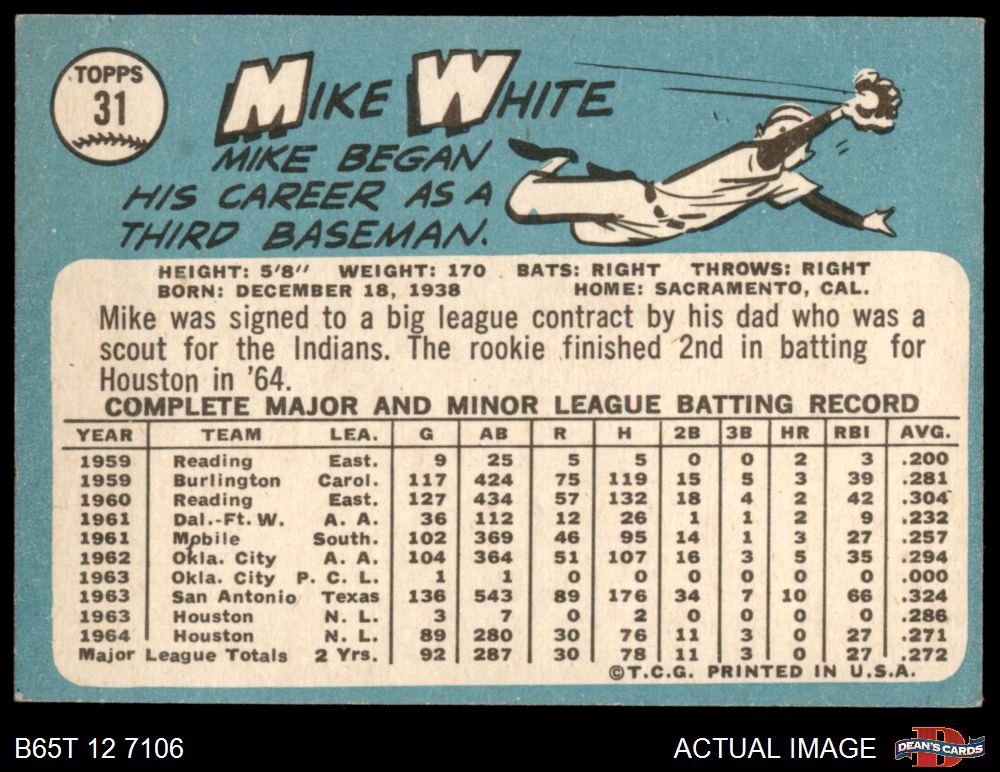 TOPPS
31
MIKE WHITE
MIKE BEGAN
HIS CAREER AS A
THIRD BASEMAN.
HEIGHT: 5'8" WEIGHT: 170 BATS: RIGHT THROWS: RIGHT
BORN: DECEMBER 18, 1938 HOME: SACRAMENTO, CAL.
Mike was signed to a big league contract by his dad who was a
scout for the Indians. The rookie finished 2nd in batting for
Houston in '64.
COMPLETE MAJOR AND MINOR LEAGUE BATTING RECORD
YEAR TEAM LEA. G AB R H 2B 3B HR RBI AVG.
1959 Reading East. 9 25 5 5 0 0 2 3 .200
1959 Burlington Carol. 117 424 75 119 15 5 3 39 .281
1960 Reading East. 127 434 57 132 18 4 2 42 .304
1961 Dal.-Ft. W. A. A. 36 112 12 26 1 1 2 9 .232
1961 Mobile South. 102 369 46 95 14 1 3 27 .257
1962 Okla. City A. A. 104 364 51 107 16 3 5 35 .294
1963 Okla. City P. C. L. 1 1 0 0 0 0 0 0 .000
1963 San Antonio Texas 136 543 89 176 34 7 10 66 .324
1963 Houston N. L. 3 7 0 2 0 0 0 0 .286
1964 Houston N. L. 89 280 30 76 11 3 0 27 .271
Major League Totals 2 Yrs. 92 287 30 78 11 3 0 27 .272
©T.C.G. PRINTED IN U.S.A.
B65T 12 7106
ACTUAL IMAGE
D
DEAN'S CARDS